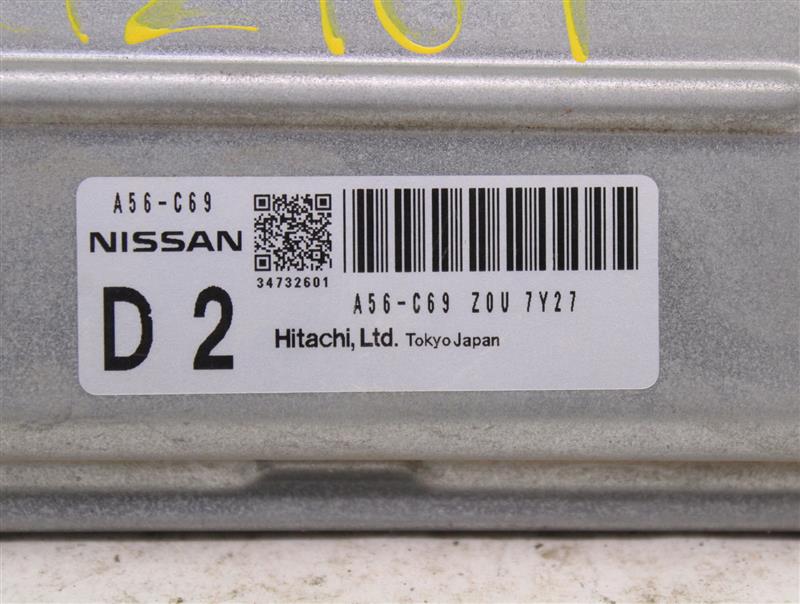 A56-C69
NISSAN
34732601
D 2
A56-C69 Z0U 7Y27
Hitachi, Ltd. Tokyo Japan